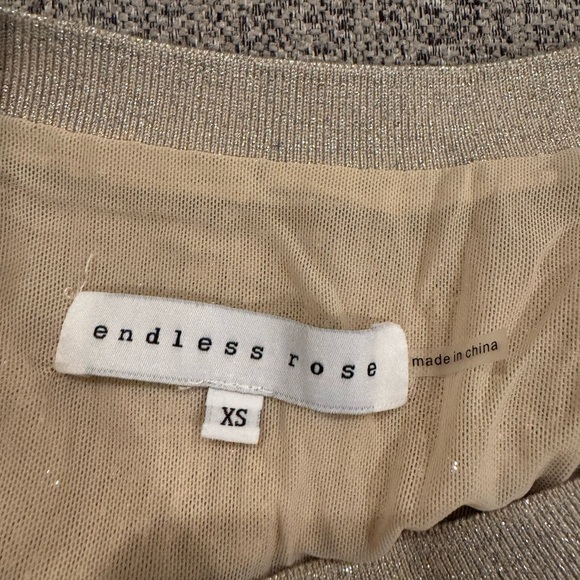 endless rose
made in china
XS